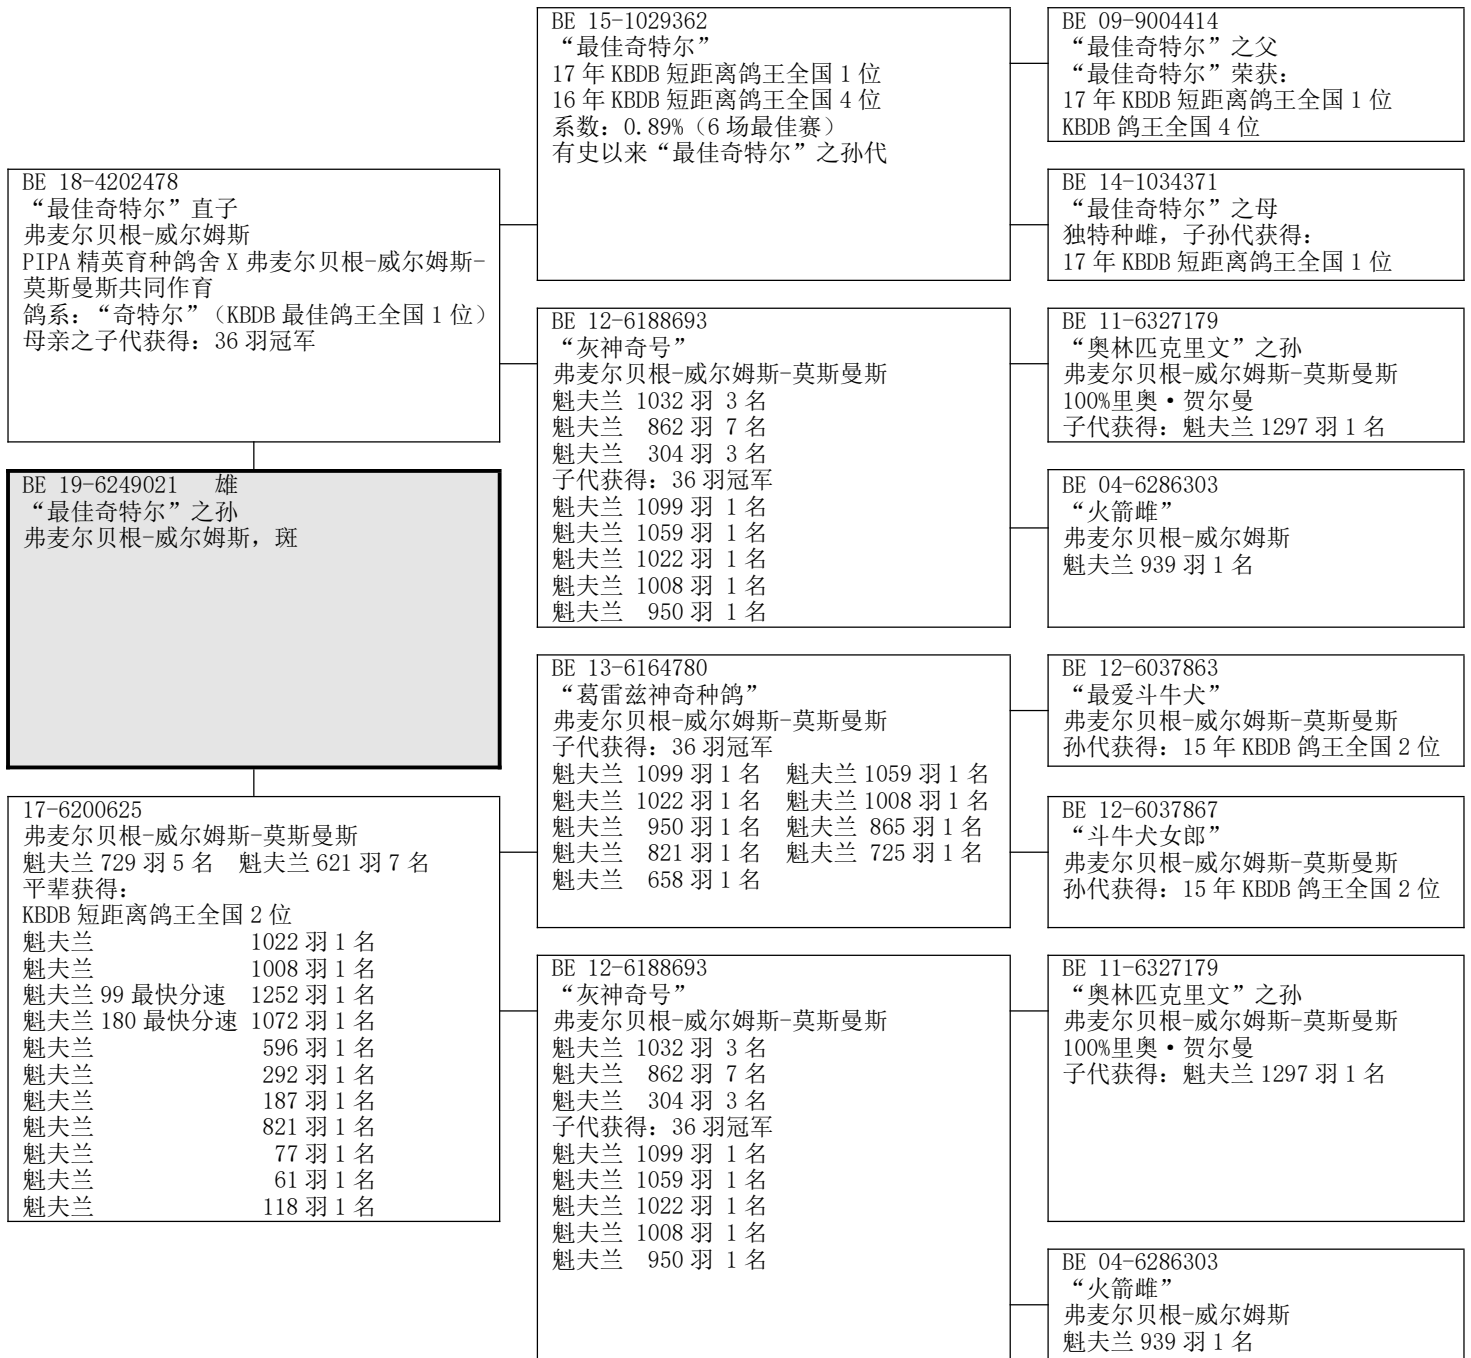 BE 18-4202478
“最佳奇特尔”直子
弗麦尔贝根-威尔姆斯
PIPA 精英育种鸽舍 X 弗麦尔贝根-威尔姆斯-
莫斯曼斯共同作育
鸽系：“奇特尔”（KBDB 最佳鸽王全国 1 位）
母亲之子代获得：36 羽冠军
BE 19-6249021 雄
“最佳奇特尔”之孙
弗麦尔贝根-威尔姆斯，斑
17-6200625
弗麦尔贝根-威尔姆斯-莫斯曼斯
魁夫兰 729 羽 5 名 魁夫兰 621 羽 7 名
平辈获得：
KBDB 短距离鸽王全国 2 位
魁夫兰 1022 羽 1 名
魁夫兰 1008 羽 1 名
魁夫兰 99 最快分速 1252 羽 1 名
魁夫兰 180 最快分速 1072 羽 1 名
魁夫兰 596 羽 1 名
魁夫兰 292 羽 1 名
魁夫兰 187 羽 1 名
魁夫兰 821 羽 1 名
魁夫兰 77 羽 1 名
魁夫兰 61 羽 1 名
魁夫兰 118 羽 1 名
BE 15-1029362
“最佳奇特尔”
17 年 KBDB 短距离鸽王全国 1 位
16 年 KBDB 短距离鸽王全国 4 位
系数：0.89%（6 场最佳赛）
有史以来“最佳奇特尔”之孙代
BE 12-6188693
“灰神奇号”
弗麦尔贝根-威尔姆斯-莫斯曼斯
魁夫兰 1032 羽 3 名
魁夫兰 862 羽 7 名
魁夫兰 304 羽 3 名
子代获得：36 羽冠军
魁夫兰 1099 羽 1 名
魁夫兰 1059 羽 1 名
魁夫兰 1022 羽 1 名
魁夫兰 1008 羽 1 名
魁夫兰 950 羽 1 名
BE 13-6164780
“葛雷兹神奇种鸽”
弗麦尔贝根-威尔姆斯-莫斯曼斯
子代获得：36 羽冠军
魁夫兰 1099 羽 1 名 魁夫兰 1059 羽 1 名
魁夫兰 1022 羽 1 名 魁夫兰 1008 羽 1 名
魁夫兰 950 羽 1 名 魁夫兰 865 羽 1 名
魁夫兰 821 羽 1 名 魁夫兰 725 羽 1 名
魁夫兰 658 羽 1 名
BE 12-6188693
“灰神奇号”
弗麦尔贝根-威尔姆斯-莫斯曼斯
魁夫兰 1032 羽 3 名
魁夫兰 862 羽 7 名
魁夫兰 304 羽 3 名
子代获得：36 羽冠军
魁夫兰 1099 羽 1 名
魁夫兰 1059 羽 1 名
魁夫兰 1022 羽 1 名
魁夫兰 1008 羽 1 名
魁夫兰 950 羽 1 名
BE 09-9004414
“最佳奇特尔”之父
“最佳奇特尔”荣获：
17 年 KBDB 短距离鸽王全国 1 位
KBDB 鸽王全国 4 位
BE 14-1034371
“最佳奇特尔”之母
独特种雌，子孙代获得：
17 年 KBDB 短距离鸽王全国 1 位
BE 11-6327179
“奥林匹克里文”之孙
弗麦尔贝根-威尔姆斯-莫斯曼斯
100%里奥·贺尔曼
子代获得：魁夫兰 1297 羽 1 名
BE 04-6286303
“火箭雌”
弗麦尔贝根-威尔姆斯
魁夫兰 939 羽 1 名
BE 12-6037863
“最爱斗牛犬”
弗麦尔贝根-威尔姆斯-莫斯曼斯
孙代获得：15 年 KBDB 鸽王全国 2 位
BE 12-6037867
“斗牛犬女郎”
弗麦尔贝根-威尔姆斯-莫斯曼斯
孙代获得：15 年 KBDB 鸽王全国 2 位
BE 11-6327179
“奥林匹克里文”之孙
弗麦尔贝根-威尔姆斯-莫斯曼斯
100%里奥·贺尔曼
子代获得：魁夫兰 1297 羽 1 名
BE 04-6286303
“火箭雌”
弗麦尔贝根-威尔姆斯
魁夫兰 939 羽 1 名